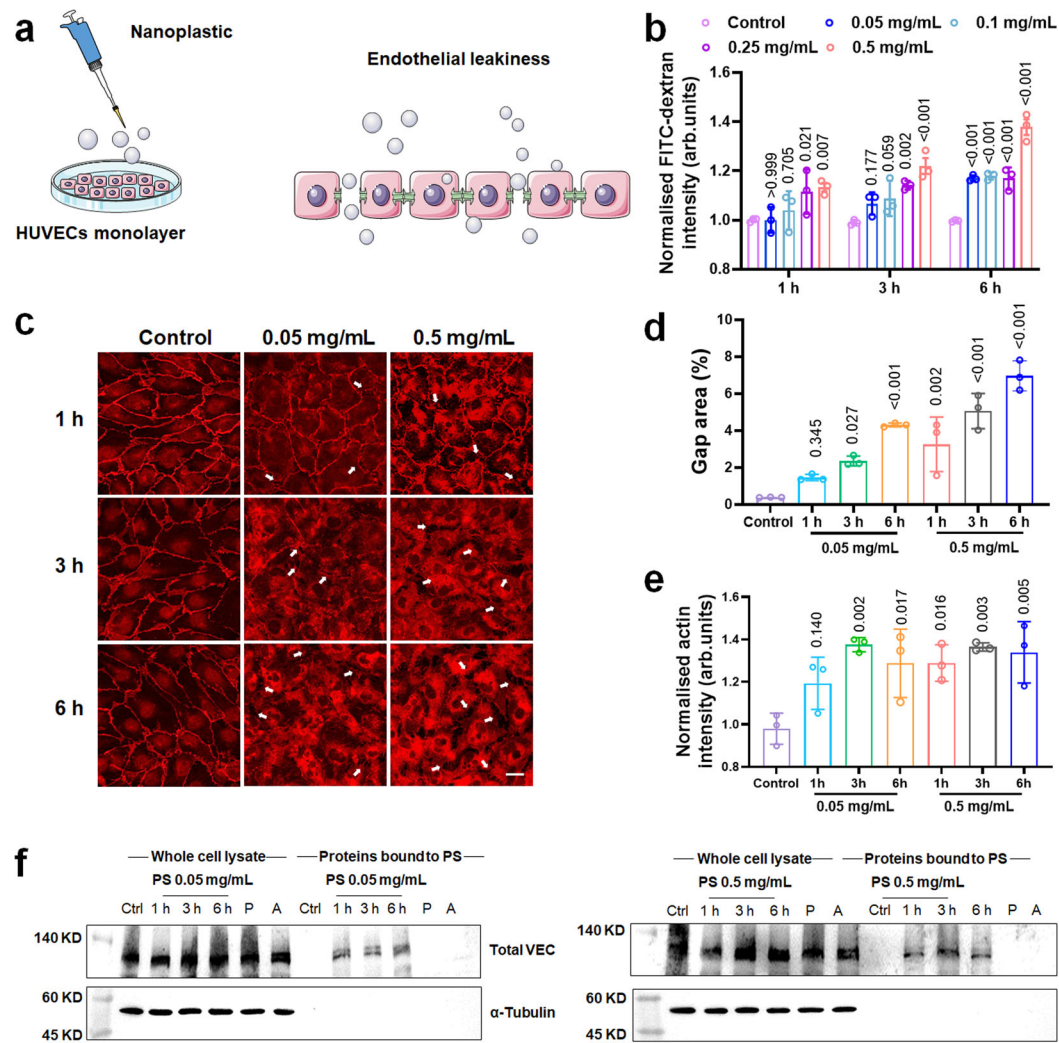 a
Nanoplastic
Endothelial leakiness
HUVECs monolayer
b
Control 0.05 mg/mL 0.1 mg/mL
0.25 mg/mL 0.5 mg/mL
Normalised FITC-dextran
intensity (arb.units)
1.6
1.4
1.2
1.0
0.8
>0.999 0.705 0.021 0.007
0.177 0.059 0.002 <0.001
<0.001 <0.001 <0.001 <0.001
1 h 3 h 6 h
c
Control 0.05 mg/mL 0.5 mg/mL
1 h
3 h
6 h
d
Gap area (%)
10
8
6
4
2
0
0.345 0.027 <0.001 0.002 <0.001 <0.001
Control 1 h 3 h 6 h 1 h 3 h 6 h
0.05 mg/mL 0.5 mg/mL
e
Normalised actin
intensity (arb.units)
1.6
1.4
1.2
1.0
0.8
0.140 0.002 0.017 0.016 0.003 0.005
Control 1h 3h 6h 1h 3h 6h
0.05 mg/mL 0.5 mg/mL
f
Whole cell lysate Proteins bound to PS
PS 0.05 mg/mL PS 0.05 mg/mL
Ctrl 1 h 3 h 6 h P A Ctrl 1 h 3 h 6 h P A
140 KD
Total VEC
60 KD
α-Tubulin
45 KD
Whole cell lysate Proteins bound to PS
PS 0.5 mg/mL PS 0.5 mg/mL
Ctrl 1 h 3 h 6 h P A Ctrl 1 h 3 h 6 h P A
140 KD
60 KD
45 KD